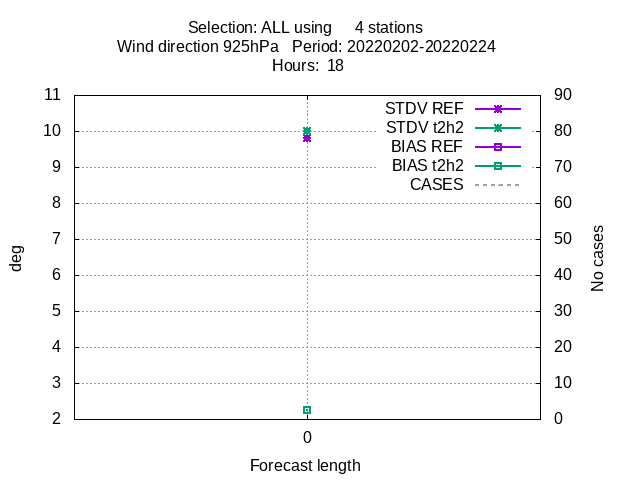 Selection: ALL using     4 stations
Wind direction 925hPa   Period: 20220202-20220224
Hours:  18
11
10
9
8
7
6
5
4
3
2
deg
STDV REF
STDV t2h2
BIAS REF
BIAS t2h2
CASES
90
80
70
60
50
40
30
20
10
0
No cases
0
Forecast length